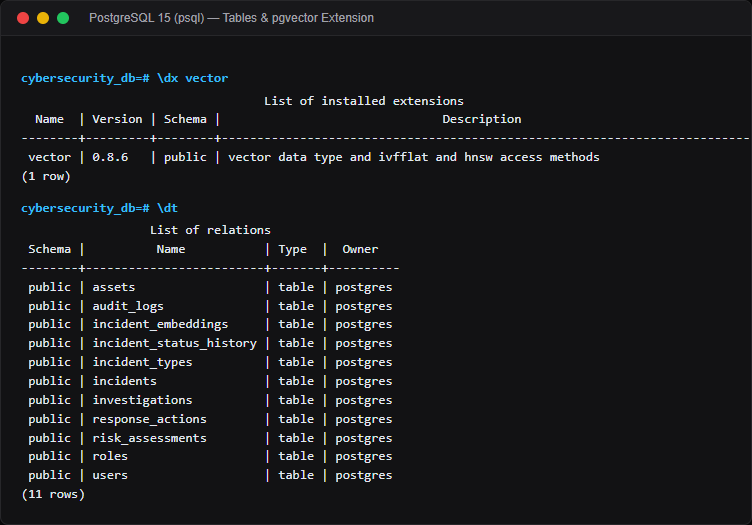 PostgreSQL 15 (psql) — Tables & pgvector Extension
cybersecurity_db=# \dx vector
List of installed extensions
Name | Version | Schema | Description
--------+---------+--------+--------------------------------------------------------------------------
vector | 0.8.6 | public | vector data type and ivfflat and hnsw access methods
(1 row)
cybersecurity_db=# \dt
List of relations
Schema | Name | Type | Owner
--------+-------------------------+-------+----------
public | assets | table | postgres
public | audit_logs | table | postgres
public | incident_embeddings | table | postgres
public | incident_status_history | table | postgres
public | incident_types | table | postgres
public | incidents | table | postgres
public | investigations | table | postgres
public | response_actions | table | postgres
public | risk_assessments | table | postgres
public | roles | table | postgres
public | users | table | postgres
(11 rows)